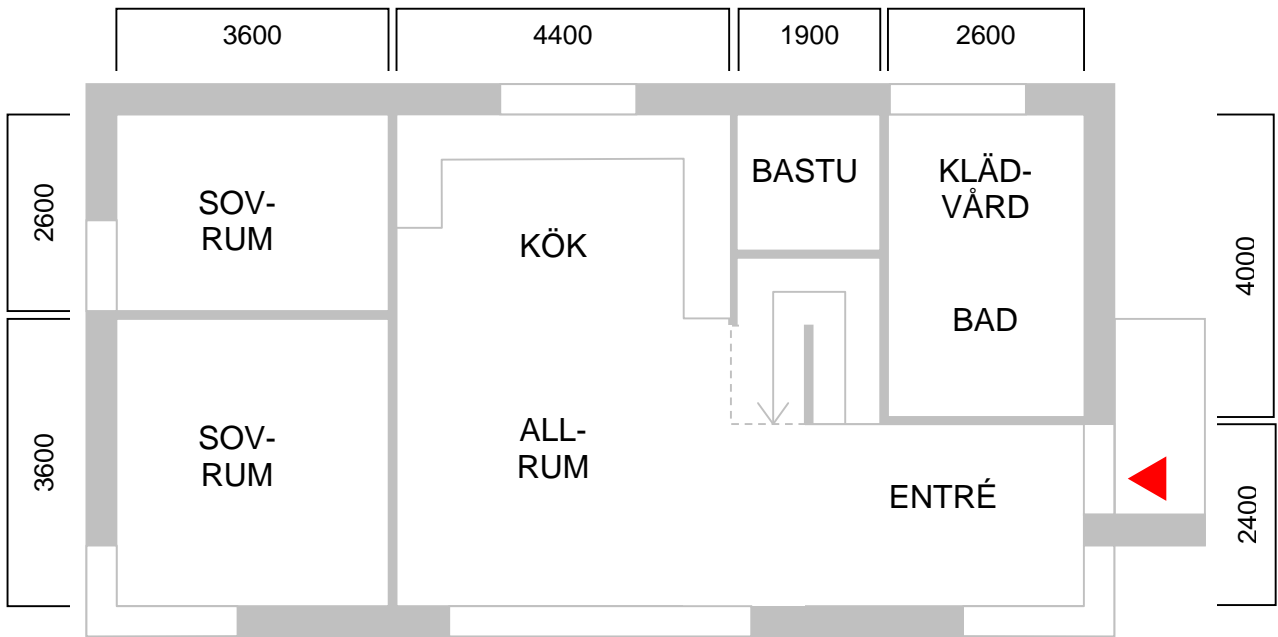 3600
4400
1900
2600
2600
SOV-
RUM
KÖK
BASTU
KLÄD-
VÅRD
BAD
4000
3600
SOV-
RUM
ALL-
RUM
ENTRÉ
2400